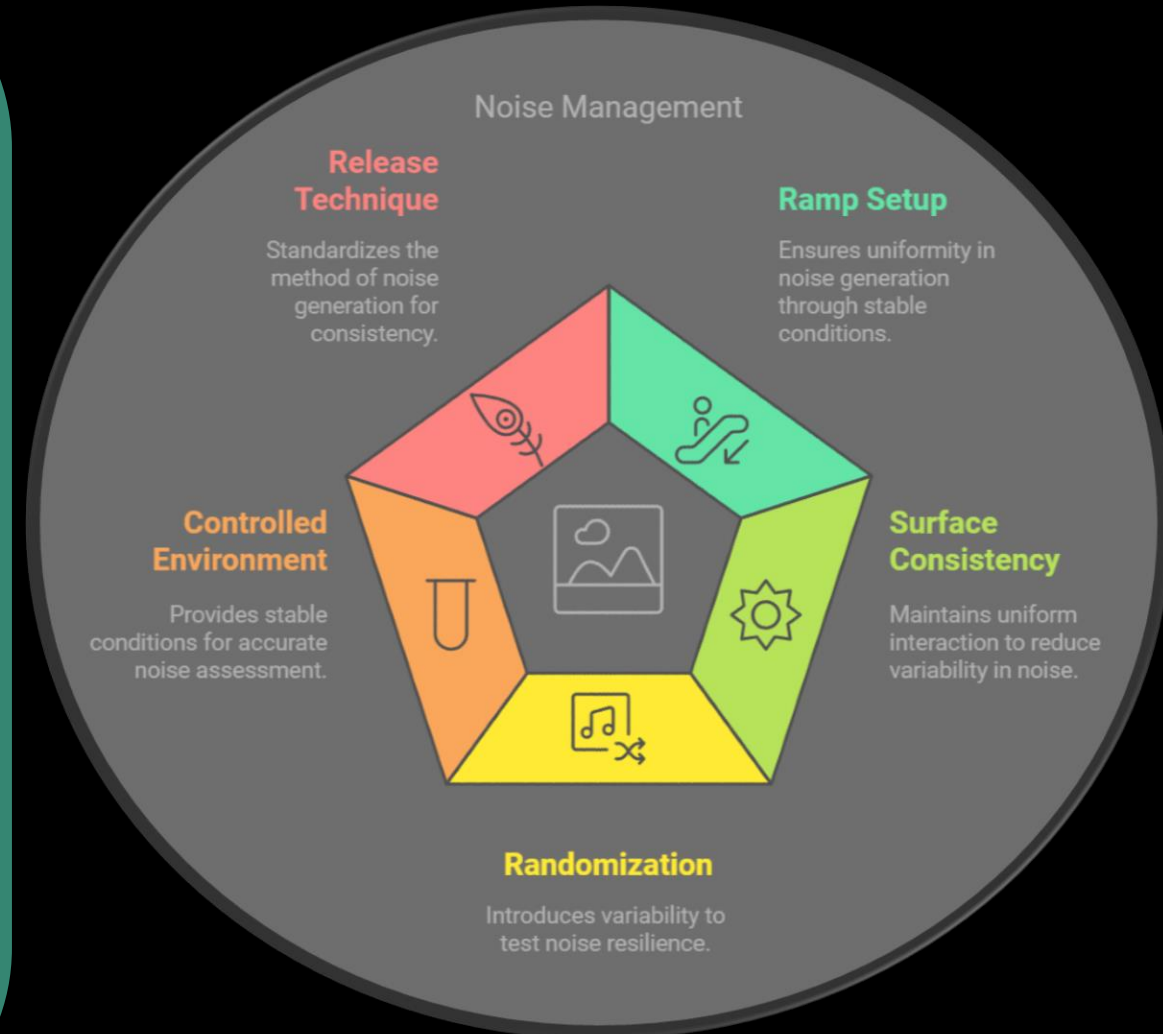 Noise Management
Release
Technique
Standardizes the
method of noise
generation for
consistency.
Ramp Setup
Ensures uniformity in
noise generation
through stable
conditions.
Controlled
Environment
Provides stable
conditions for accurate
noise assessment.
Surface
Consistency
Maintains uniform
interaction to reduce
variability in noise.
Randomization
Introduces variability to
test noise resilience.